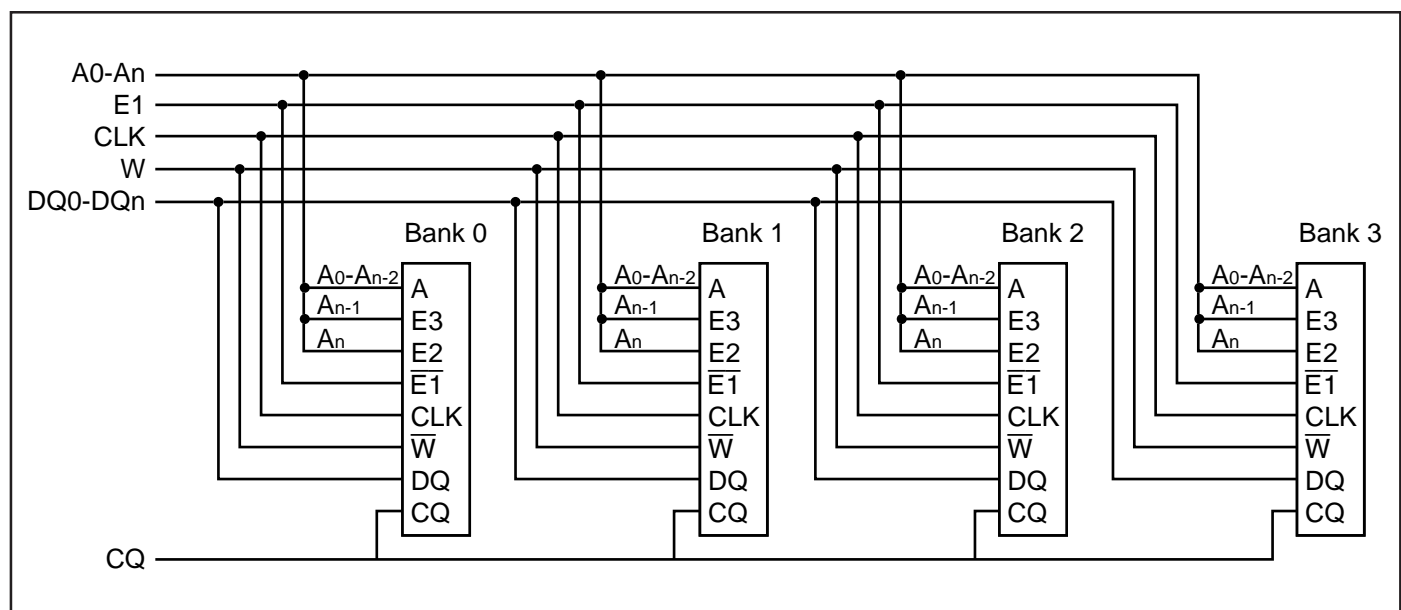 A0-An
E1
CLK
W
DQ0-DQn
Bank 0
Bank 1
Bank 2
Bank 3
A0-An-2
An-1
An
A
E3
E2
E1
CLK
W
DQ
CQ
A0-An-2
An-1
An
A
E3
E2
E1
CLK
W
DQ
CQ
A0-An-2
An-1
An
A
E3
E2
E1
CLK
W
DQ
CQ
A0-An-2
An-1
An
A
E3
E2
E1
CLK
W
DQ
CQ
CQ